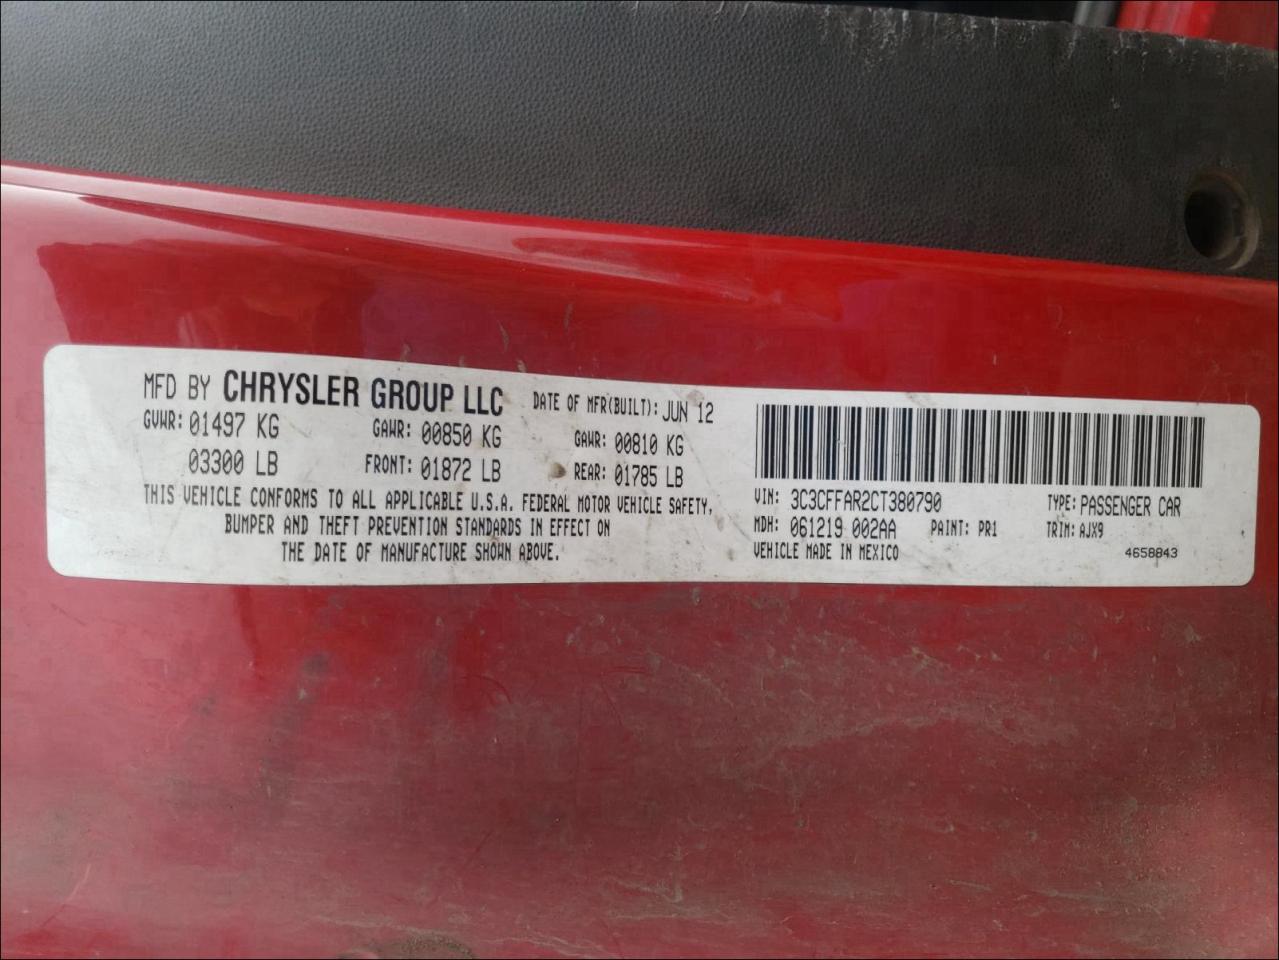 MFD BY CHRYSLER GROUP LLC DATE OF MFR(BUILT): JUN 12
GVWR: 01497 KG GAWR: 00850 KG GAWR: 00810 KG
03300 LB FRONT: 01872 LB REAR: 01785 LB
THIS VEHICLE CONFORMS TO ALL APPLICABLE U.S.A. FEDERAL MOTOR VEHICLE SAFETY,
BUMPER AND THEFT PREVENTION STANDARDS IN EFFECT ON
THE DATE OF MANUFACTURE SHOWN ABOVE.
VIN: 3C3CFFAR2CT380790 TYPE: PASSENGER CAR
MDH: 061219 002AA PAINT: PR1 TRIM: AJX9
VEHICLE MADE IN MEXICO 4658843